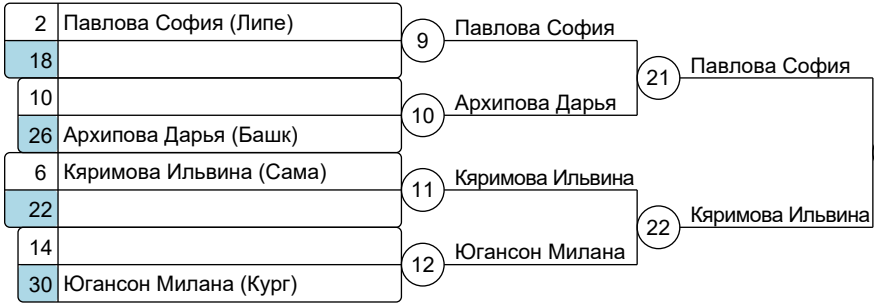 2 Павлова София (Липе)
18
10
26 Архипова Дарья (Башк)
6 Кяримова Ильвина (Сама)
22
14
30 Югансон Милана (Кург)
9 Павлова София
10 Архипова Дарья
11 Кяримова Ильвина
12 Югансон Милана
21 Павлова София
22 Кяримова Ильвина